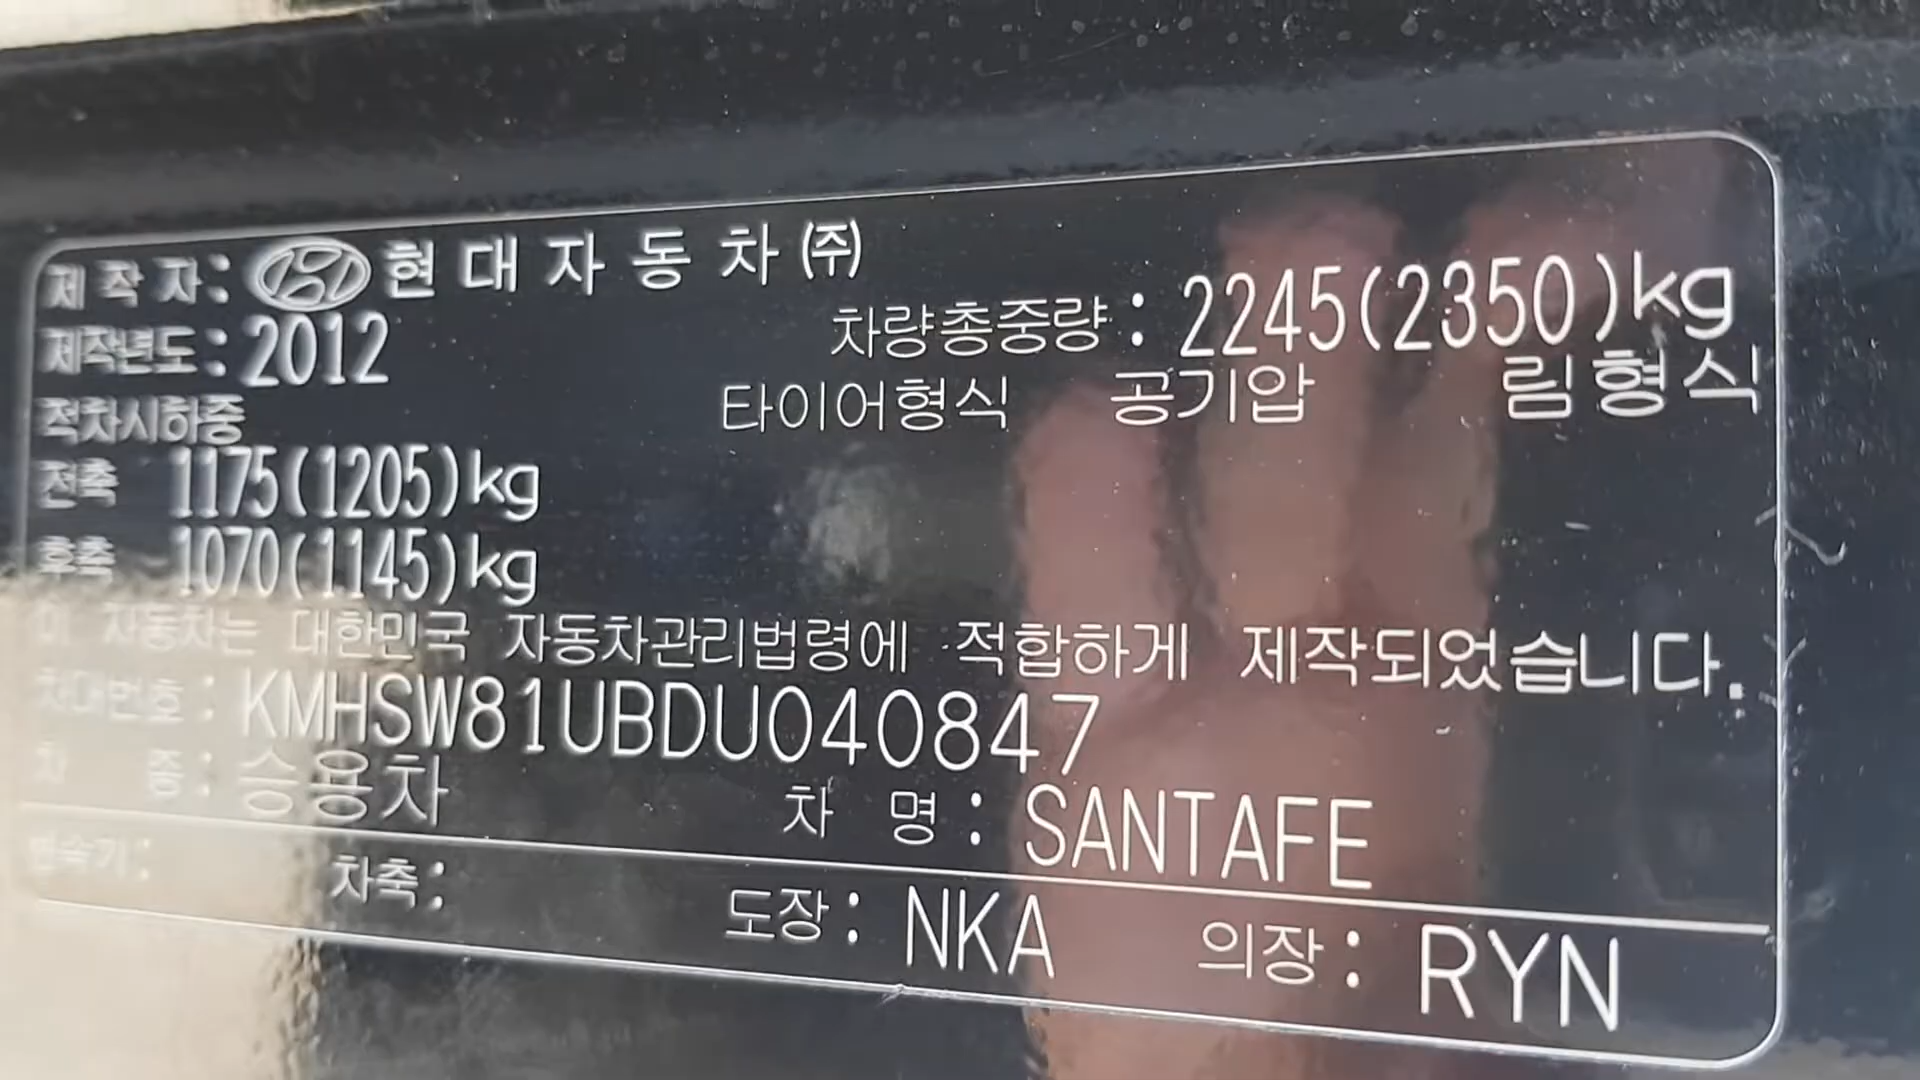 제작자: 현대자동차㈜
제작년도: 2012
차량총중량: 2245(2350)kg
적차시하중
타이어형식 공기압 림형식
전축 1175(1205)kg
후축 1070(1145)kg
이 자동차는 대한민국 자동차관리법령에 적합하게 제작되었습니다.
차대번호: KMHSW81UBDU040847
차 종: 승용차
차 명: SANTAFE
변속기: 차축: 도장: NKA 의장: RYN